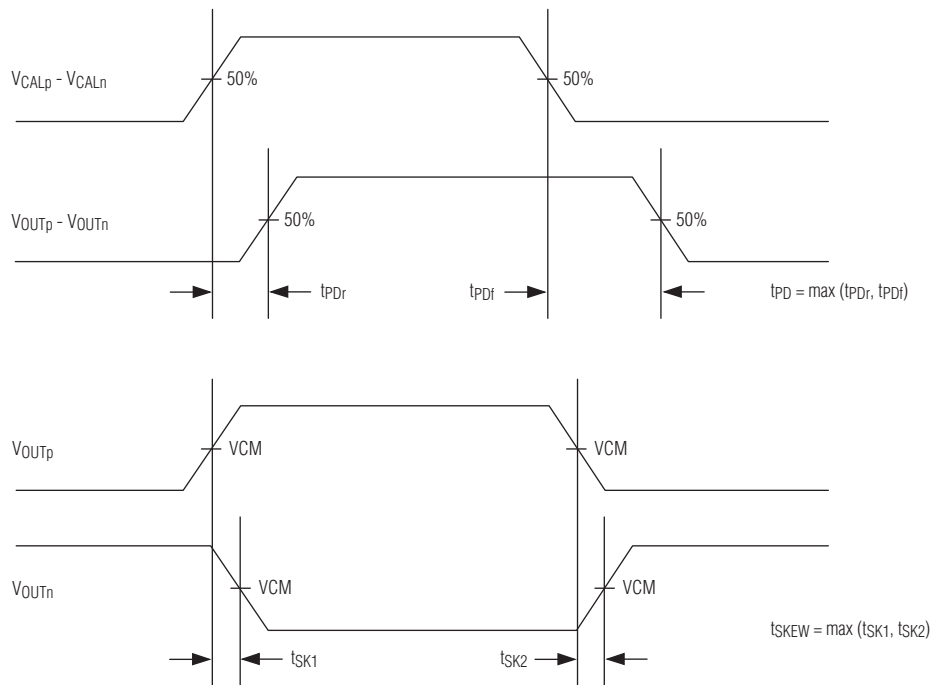 VCALp - VCALn
50%
50%
VOUTp - VOUTn
50%
50%
tPDr
tPDf
tPD = max (tPDr, tPDf)
VOUTp
VCM
VCM
VOUTn
VCM
VCM
tSKEW = max (tSK1, tSK2)
tSK1
tSK2